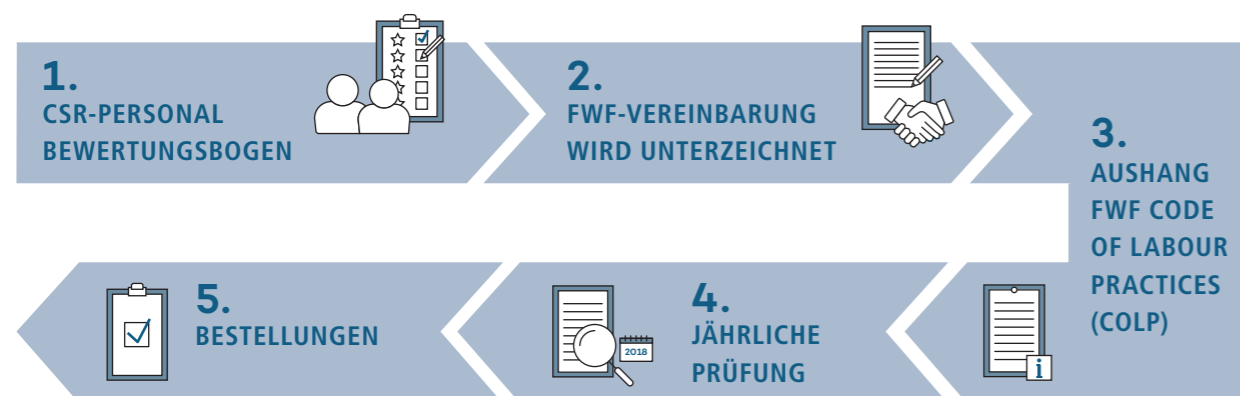 1.
CSR-PERSONAL
BEWERTUNGSBOGEN
2.
FWF-VEREINBARUNG
WIRD UNTERZEICHNET
3.
AUSHANG
FWF CODE
OF LABOUR
PRACTICES
(COLP)
i
4.
JÄHRLICHE
PRÜFUNG
2018
5.
BESTELLUNGEN